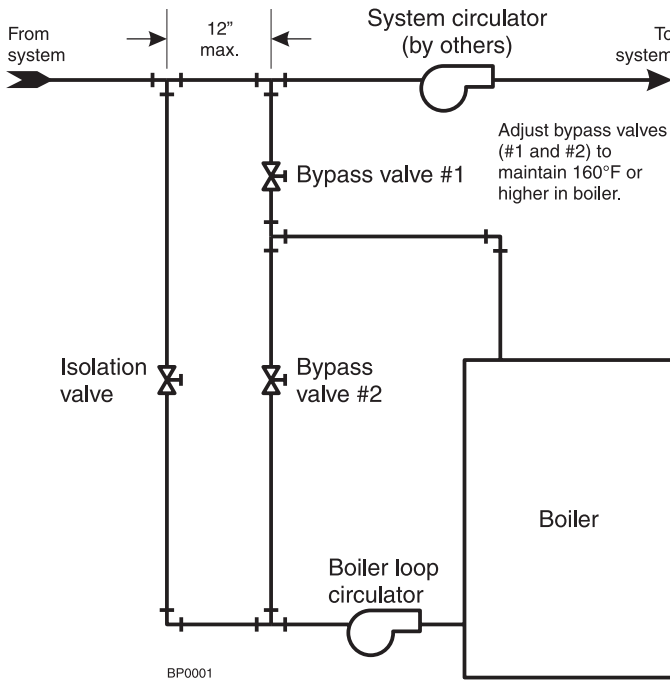 From
system
12”
max.
System circulator
(by others)
To
system
Adjust bypass valves
(#1 and #2) to
maintain 160°F or
higher in boiler.
Bypass valve #1
Isolation
valve
Bypass
valve #2
Boiler
Boiler loop
circulator
BP0001